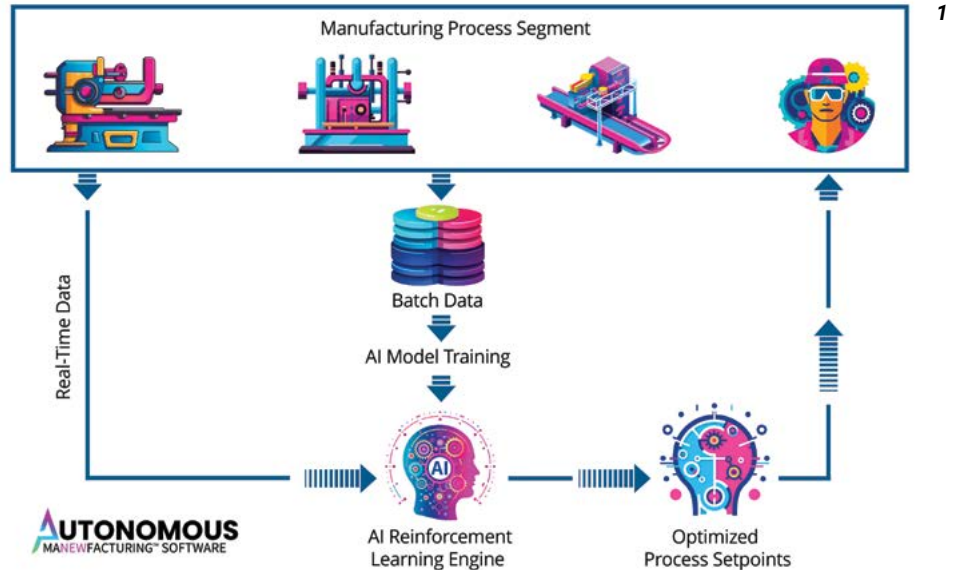 1
Manufacturing Process Segment
Real-Time Data
Batch Data
AI Model Training
AI
AI Reinforcement
Learning Engine
Optimized
Process Setpoints
AUTONOMOUS
MANEWFACTURING™ SOFTWARE